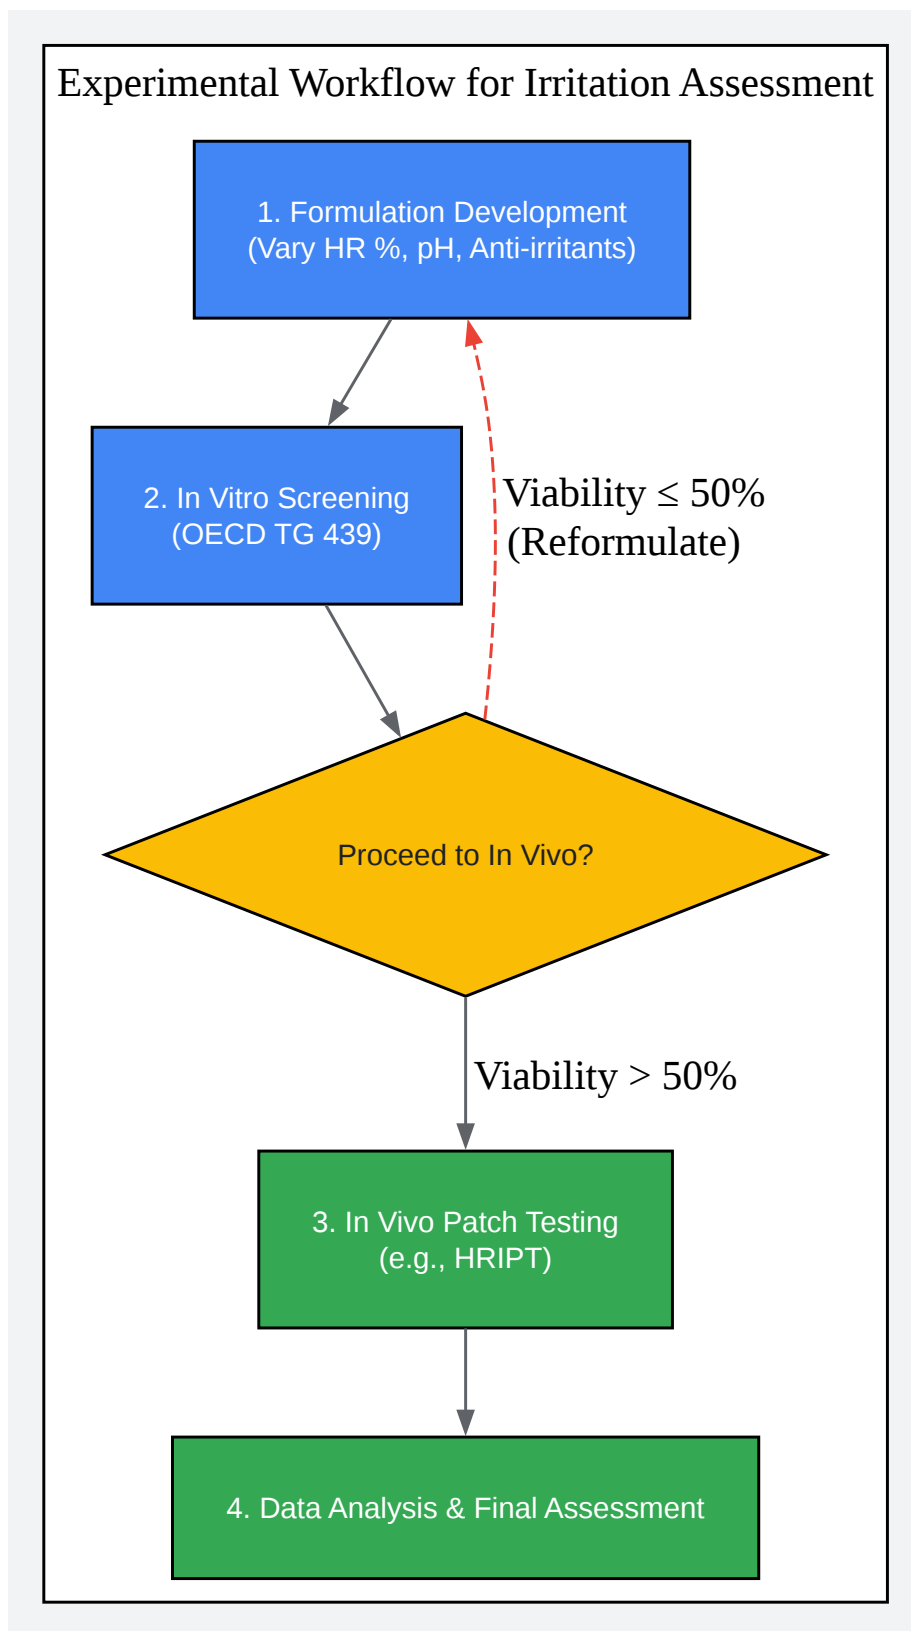 Experimental Workflow for Irritation Assessment
1. Formulation Development
(Vary HR %, pH, Anti-irritants)
2. In Vitro Screening
(OECD TG 439)
Viability ≤ 50%
(Reformulate)
Proceed to In Vivo?
Viability > 50%
3. In Vivo Patch Testing
(e.g., HRIPT)
4. Data Analysis & Final Assessment